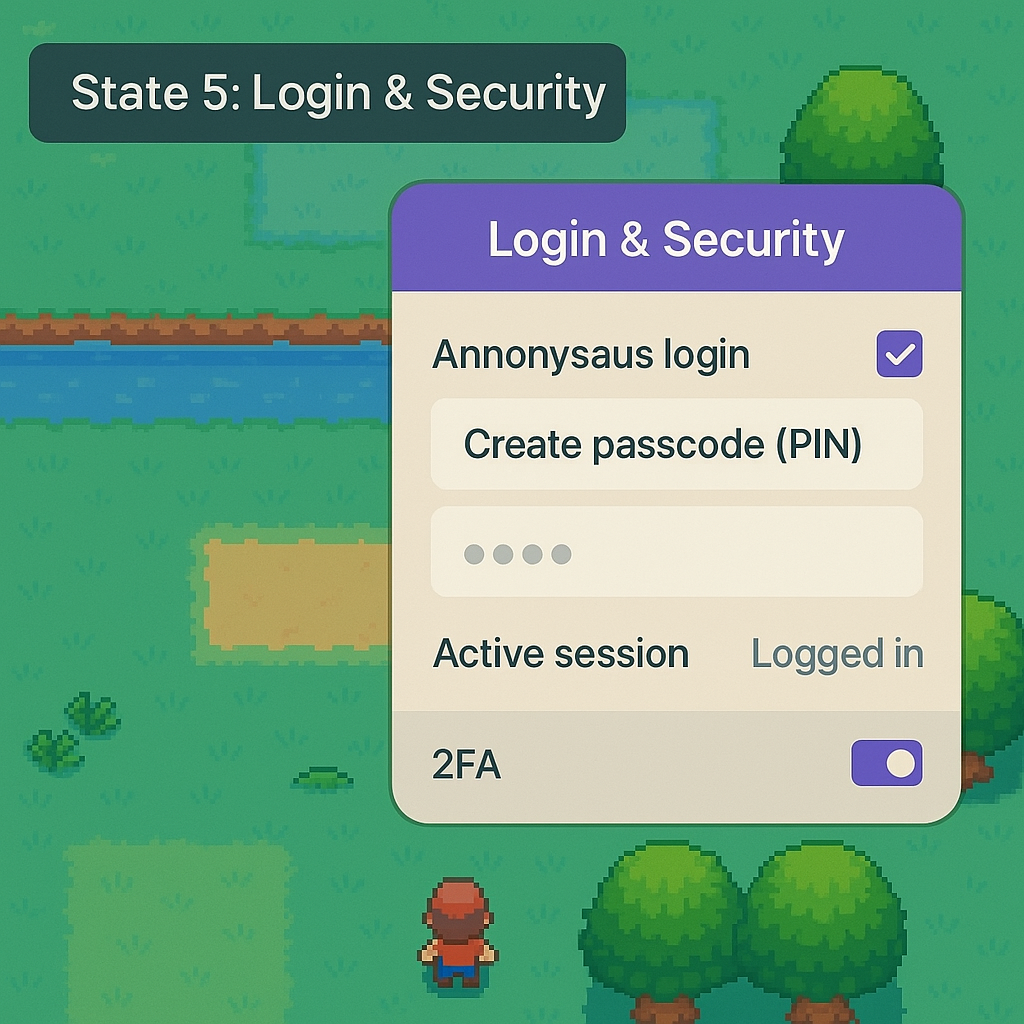 State 5: Login & Security
Login & Security
Annonysaus login
Create passcode (PIN)
Active session Logged in
2FA